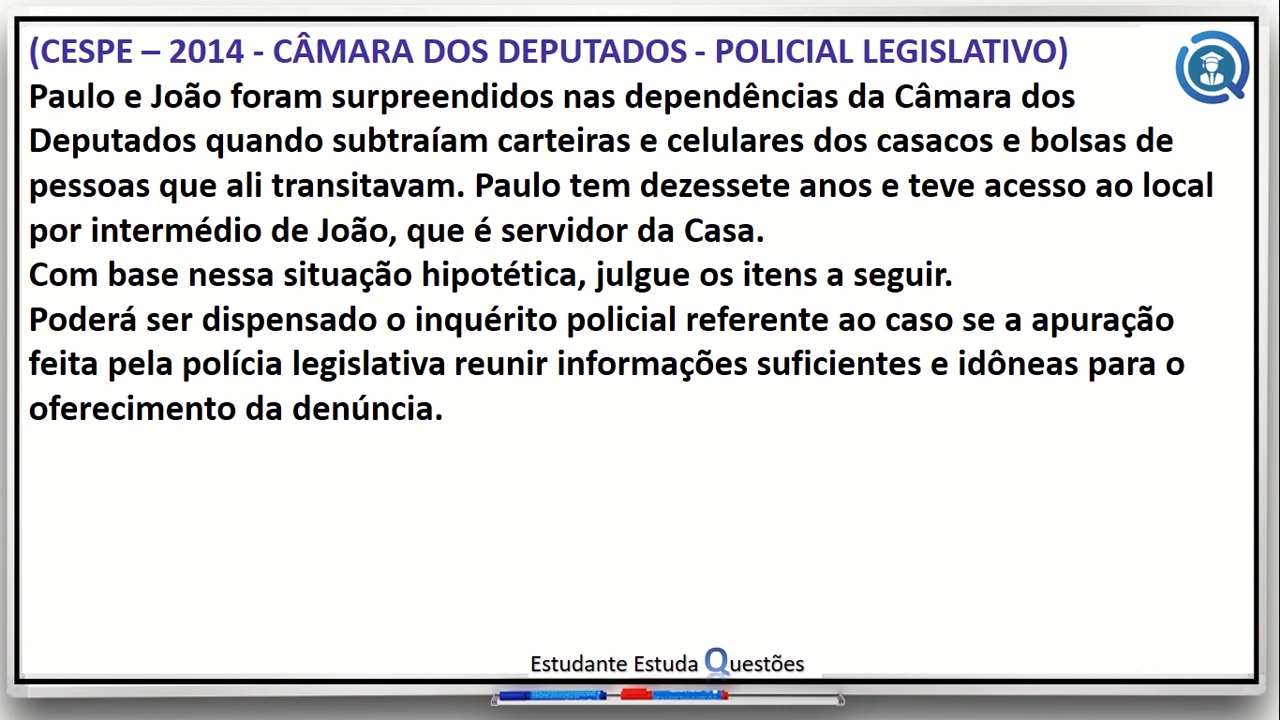 (CESPE – 2014 - CÂMARA DOS DEPUTADOS - POLICIAL LEGISLATIVO)
Paulo e João foram surpreendidos nas dependências da Câmara dos
Deputados quando subtraíam carteiras e celulares dos casacos e bolsas de
pessoas que ali transitavam. Paulo tem dezessete anos e teve acesso ao local
por intermédio de João, que é servidor da Casa.
Com base nessa situação hipotética, julgue os itens a seguir.
Poderá ser dispensado o inquérito policial referente ao caso se a apuração
feita pela polícia legislativa reunir informações suficientes e idôneas para o
oferecimento da denúncia.
Estudante Estuda Questões